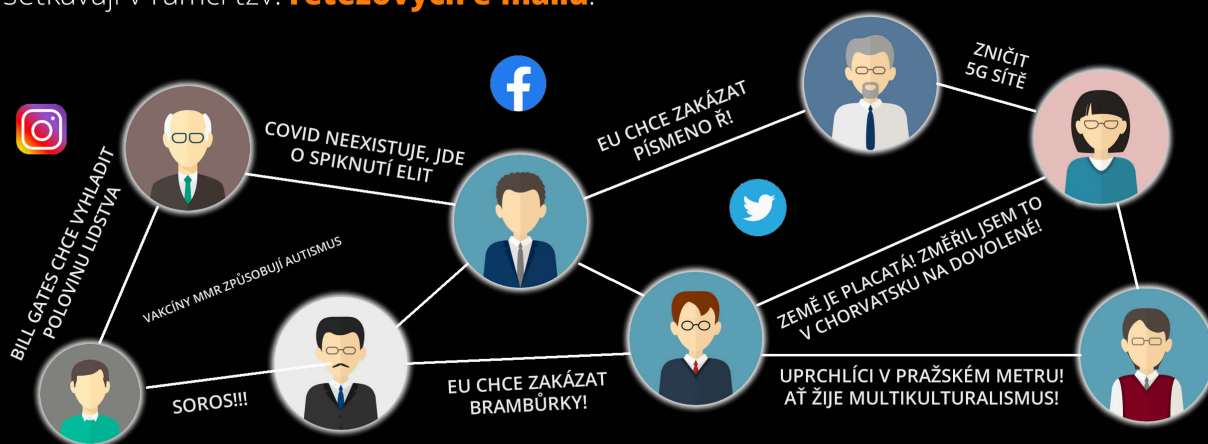 setkávají v rámci tzv. řetězových e-mailů.
ZNIČIT
5G SÍTĚ
EU CHCE ZAKÁZAT
PÍSMENO Ř!
COVID NEEXISTUJE, JDE
O SPIKNUTÍ ELIT
BILL GATES CHCE VYHLADIT
POLOVINU LIDSTVA
VAKCÍNY MMR ZPŮSOBUJÍ AUTISMUS
ZEMĚ JE PLACATÁ! ZMĚŘIL JSEM TO
V CHORVATSKU NA DOVOLENÉ!
SOROS!!!
EU CHCE ZAKÁZAT
BRAMBŮRKY!
UPRCHLÍCI V PRAŽSKÉM METRU!
AŤ ŽIJE MULTIKULTURALISMUS!